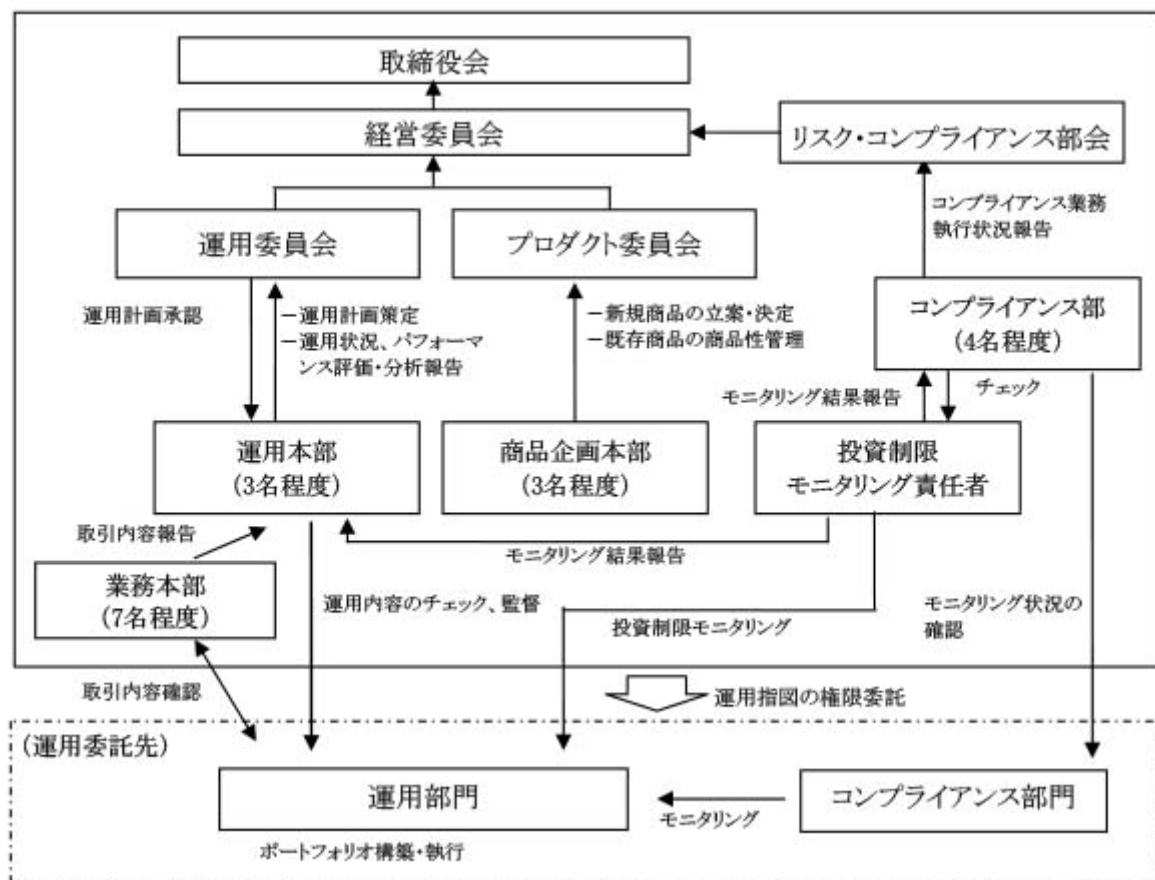 取締役会
経営委員会
リスク・コンプライアンス部会
コンプライアンス業務
執行状況報告
運用委員会
プロダクト委員会
運用計画承認
－運用計画策定
－運用状況、パフォーマ
ンス評価・分析報告
－新規商品の立案・決定
－既存商品の商品性管理
コンプライアンス部
(4名程度)
モニタリング結果報告
チェック
運用本部
(3名程度)
商品企画本部
(3名程度)
投資制限
モニタリング責任者
取引内容報告
モニタリング結果報告
業務本部
(7名程度)
運用内容のチェック、監督
投資制限モニタリング
モニタリング状況の
確認
取引内容確認
運用指図の権限委託
(運用委託先)
運用部門
コンプライアンス部門
モニタリング
ポートフォリオ構築・執行